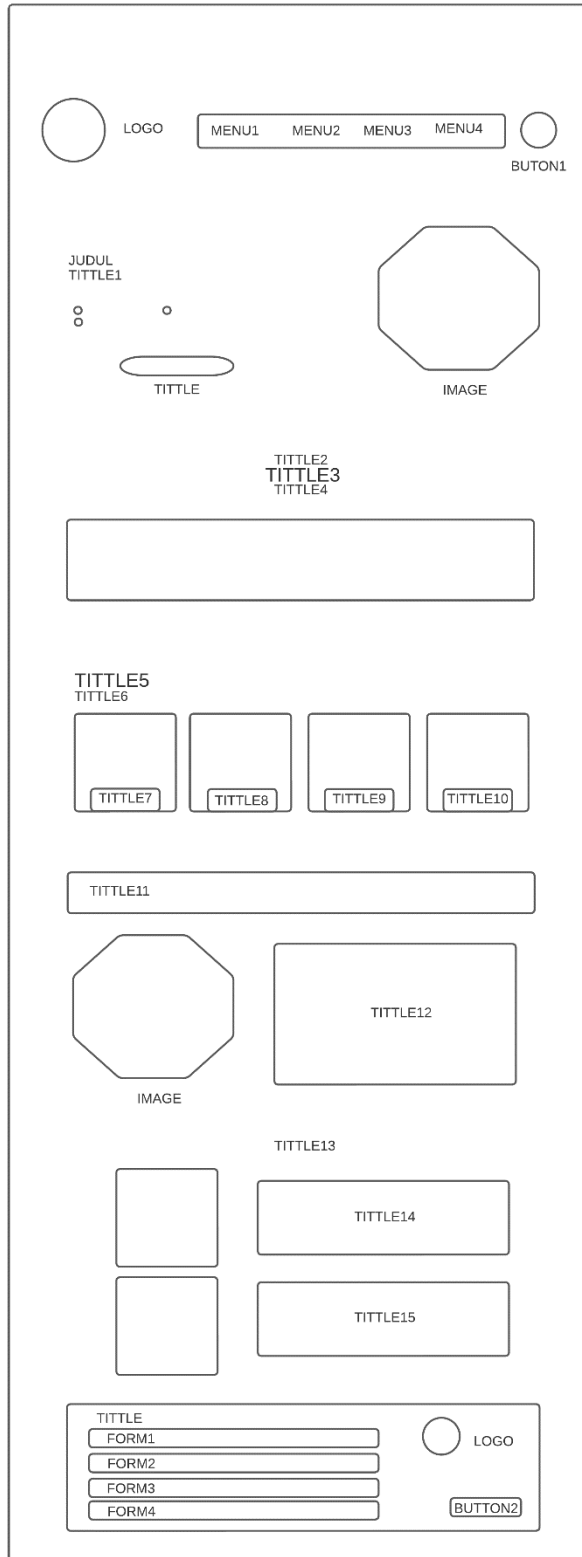 LOGO
MENU1 MENU2 MENU3 MENU4
BUTON1
JUDUL
TITTLE1
TITTLE
IMAGE
TITTLE2
TITTLE3
TITTLE4
TITTLE5
TITTLE6
TITTLE7 TITTLE8 TITTLE9 TITTLE10
TITTLE11
TITTLE12
IMAGE
TITTLE13
TITTLE14
TITTLE15
TITTLE
FORM1
FORM2
FORM3
FORM4
LOGO
BUTTON2